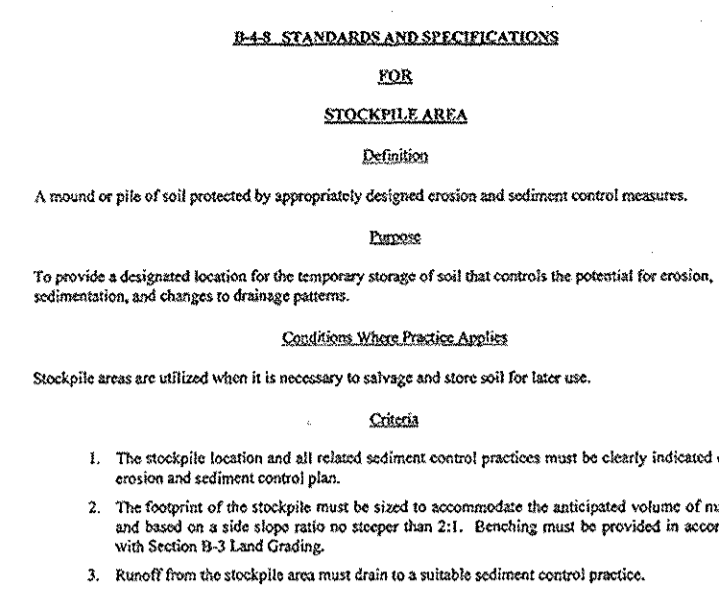 B-4-8 STANDARDS AND SPECIFICATIONS
FOR
STOCKPILE AREA
Definition
A mound or pile of soil protected by appropriately designed erosion and sediment control measures.
Purpose
To provide a designated location for the temporary storage of soil that controls the potential for erosion,
sedimentation, and changes to drainage patterns.
Conditions Where Practice Applies
Stockpile areas are utilized when it is necessary to salvage and store soil for later use.
Criteria
1. The stockpile location and all related sediment control practices must be clearly indicated
erosion and sediment control plan.
2. The footprint of the stockpile must be sized to accommodate the anticipated volume of
and based on a side slope ratio no steeper than 2:1. Benching must be provided in
with Section B-3 Land Grading.
3. Runoff from the stockpile area must drain to a suitable sediment control practice.